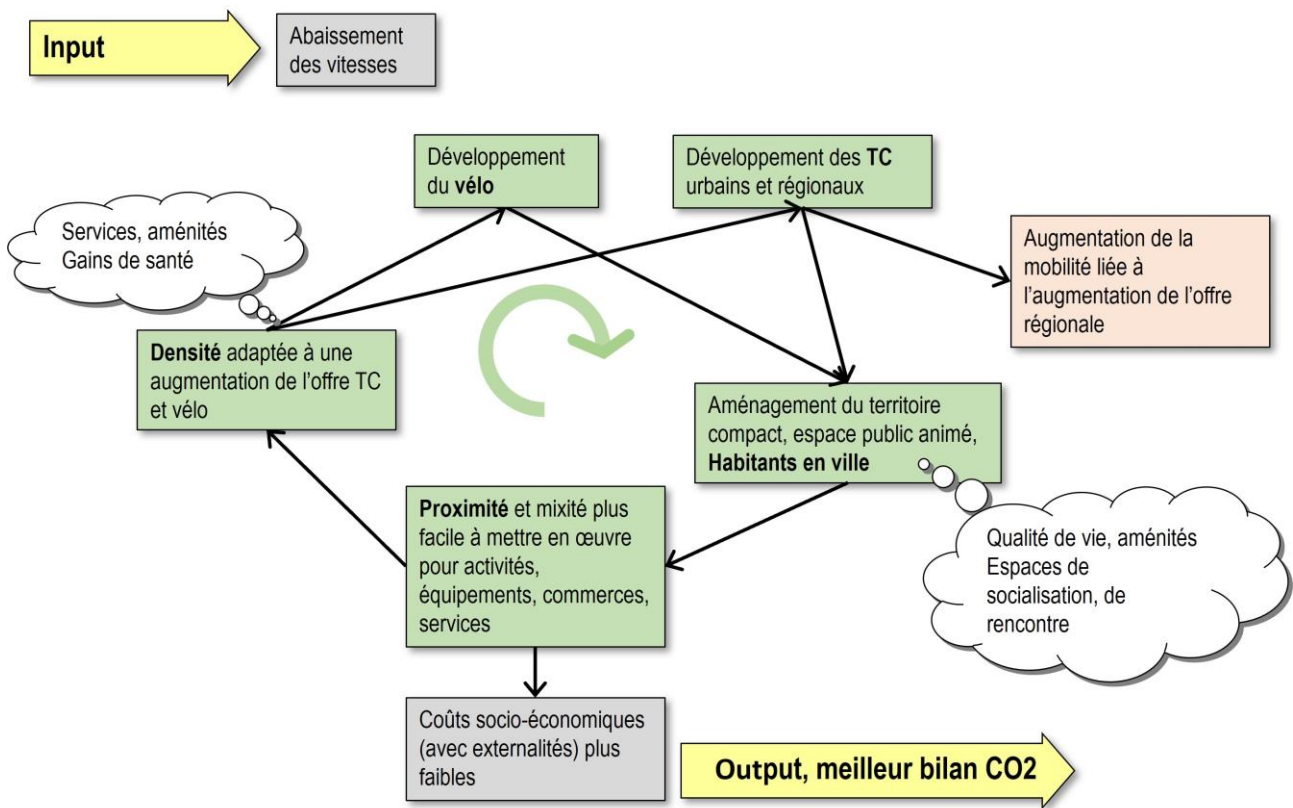 Input
Abaissement
des vitesses
Développement
du vélo
Développement des TC
urbains et régionaux
Services, aménités
Gains de santé
Augmentation de la
mobilité liée à
l'augmentation de l'offre
régionale
Densité adaptée à une
augmentation de l'offre TC
et vélo
Aménagement du territoire
compact, espace public animé,
Habitants en ville
Proximité et mixité plus
facile à mettre en œuvre
pour activités,
équipements, commerces,
services
Qualité de vie, aménités
Espaces de
socialisation, de
rencontre
Coûts socio-économiques
(avec externalités) plus
faibles
Output, meilleur bilan CO2